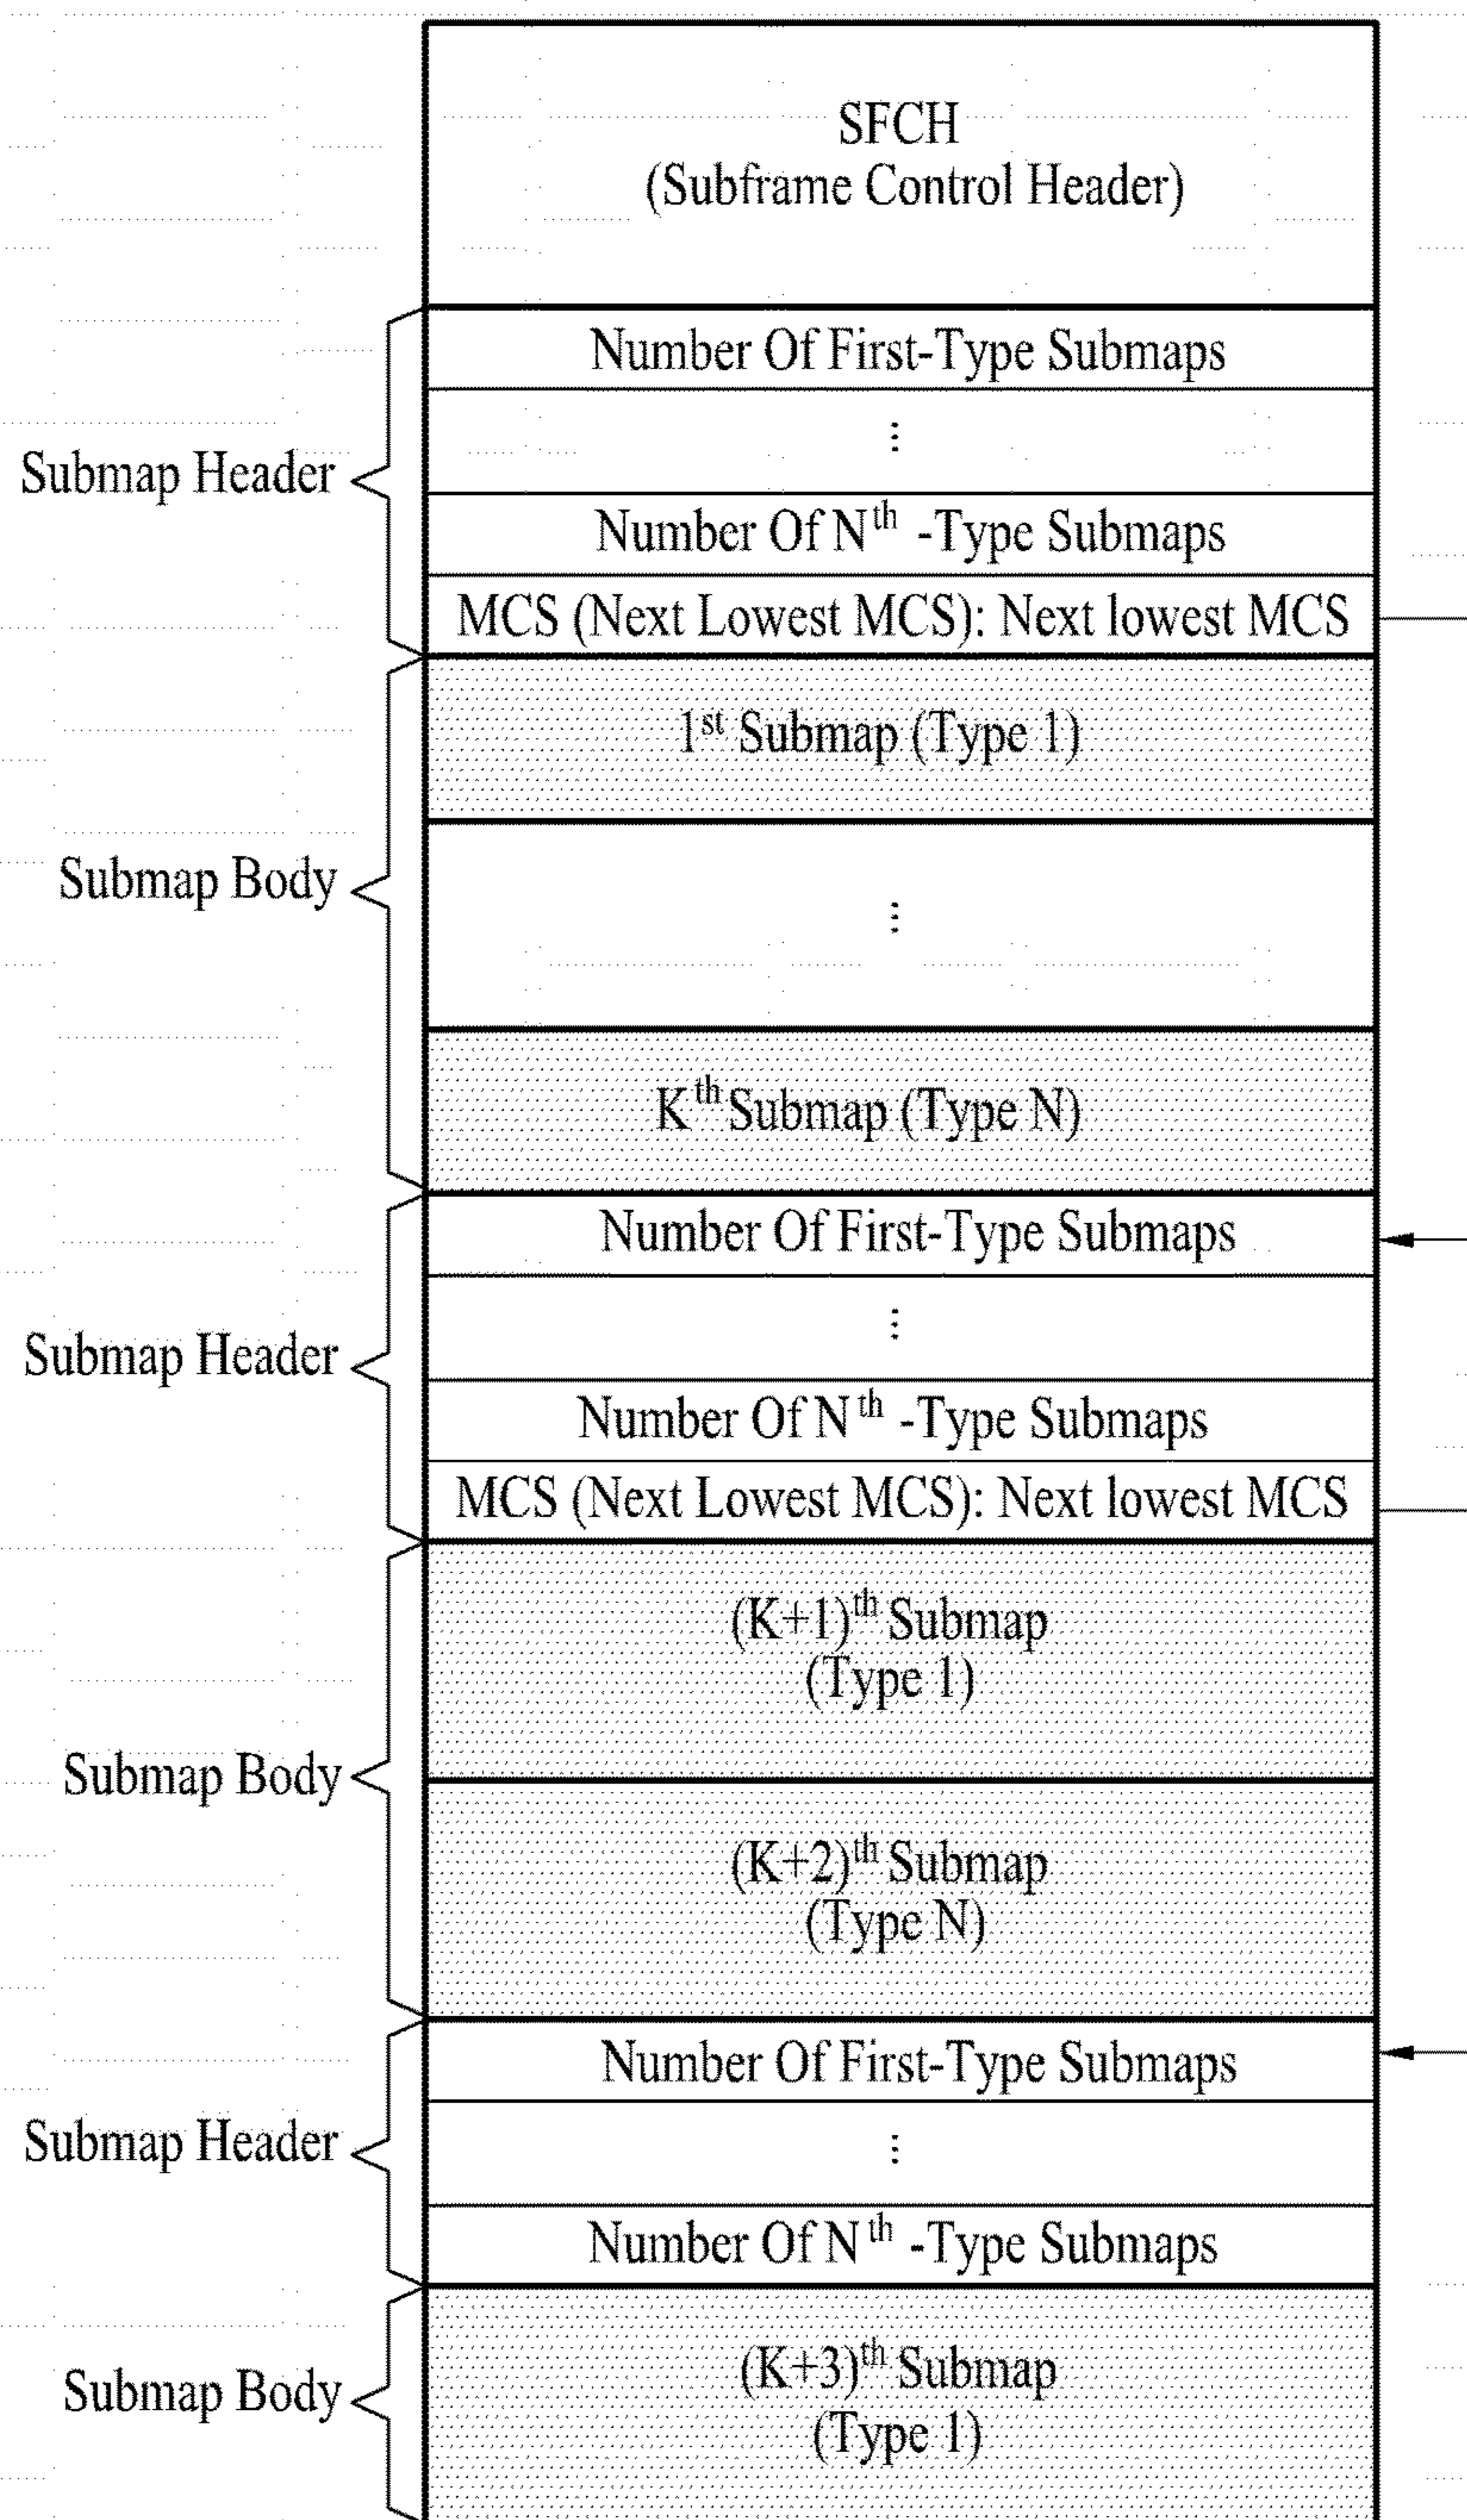 SFCH
(Subframe Control Header)
Submap Header
Number Of First-Type Submaps
⋮
Number Of Nth -Type Submaps
MCS (Next Lowest MCS): Next lowest MCS
Submap Body
1st Submap (Type 1)
⋮
Kth Submap (Type N)
Submap Header
Number Of First-Type Submaps
⋮
Number Of Nth -Type Submaps
MCS (Next Lowest MCS): Next lowest MCS
Submap Body
(K+1)th Submap
(Type 1)
(K+2)th Submap
(Type N)
Submap Header
Number Of First-Type Submaps
⋮
Number Of Nth -Type Submaps
Submap Body
(K+3)th Submap
(Type 1)